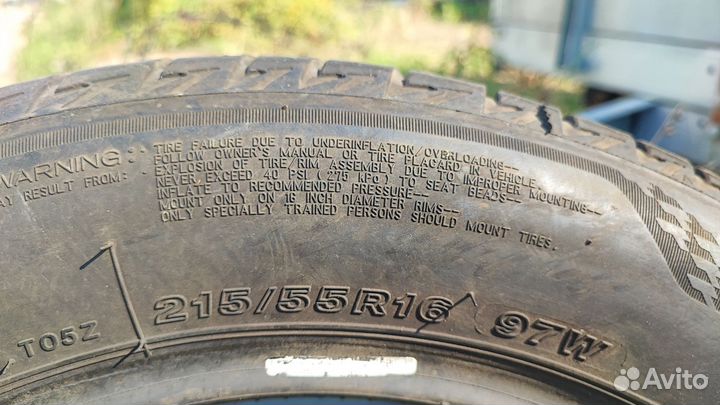 WARNING:
AY RESULT FROM:
TIRE FAILURE DUE TO UNDERINFLATION/OVERLOADING--
FOLLOW OWNER'S MANUAL OR TIRE PLACARD IN VEHICLE.
EXPLOSION OF TIRE/RIM ASSEMBLY DUE TO IMPROPER MOUNTING--
NEVER EXCEED 40 PSI (275 KPa) TO SEAT BEADS--
INFLATE TO RECOMMENDED PRESSURE--
MOUNT ONLY ON 16 INCH DIAMETER RIMS--
ONLY SPECIALLY TRAINED PERSONS SHOULD MOUNT TIRES.
215/55R16 97W
T05Z
Avito